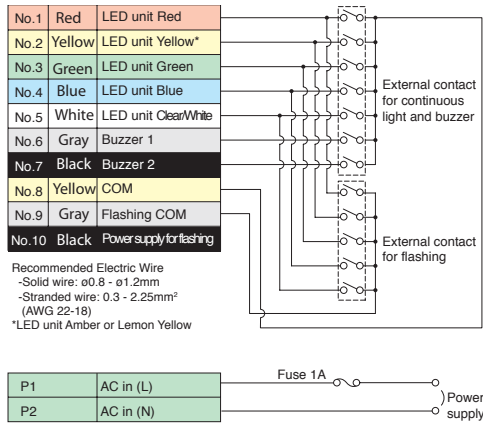 No.1 Red LED unit Red
No.2 Yellow LED unit Yellow*
No.3 Green LED unit Green
No.4 Blue LED unit Blue
No.5 White LED unit Clear/White
No.6 Gray Buzzer 1
No.7 Black Buzzer 2
No.8 Yellow COM
No.9 Gray Flashing COM
No.10 Black Power supply for flashing
External contact
for continuous
light and buzzer
External contact
for flashing
Recommended Electric Wire
-Solid wire: ø0.8 - ø1.2mm
-Stranded wire: 0.3 - 2.25mm²
(AWG 22-18)
*LED unit Amber or Lemon Yellow
P1 AC in (L)
P2 AC in (N)
Fuse 1A
Power
supply